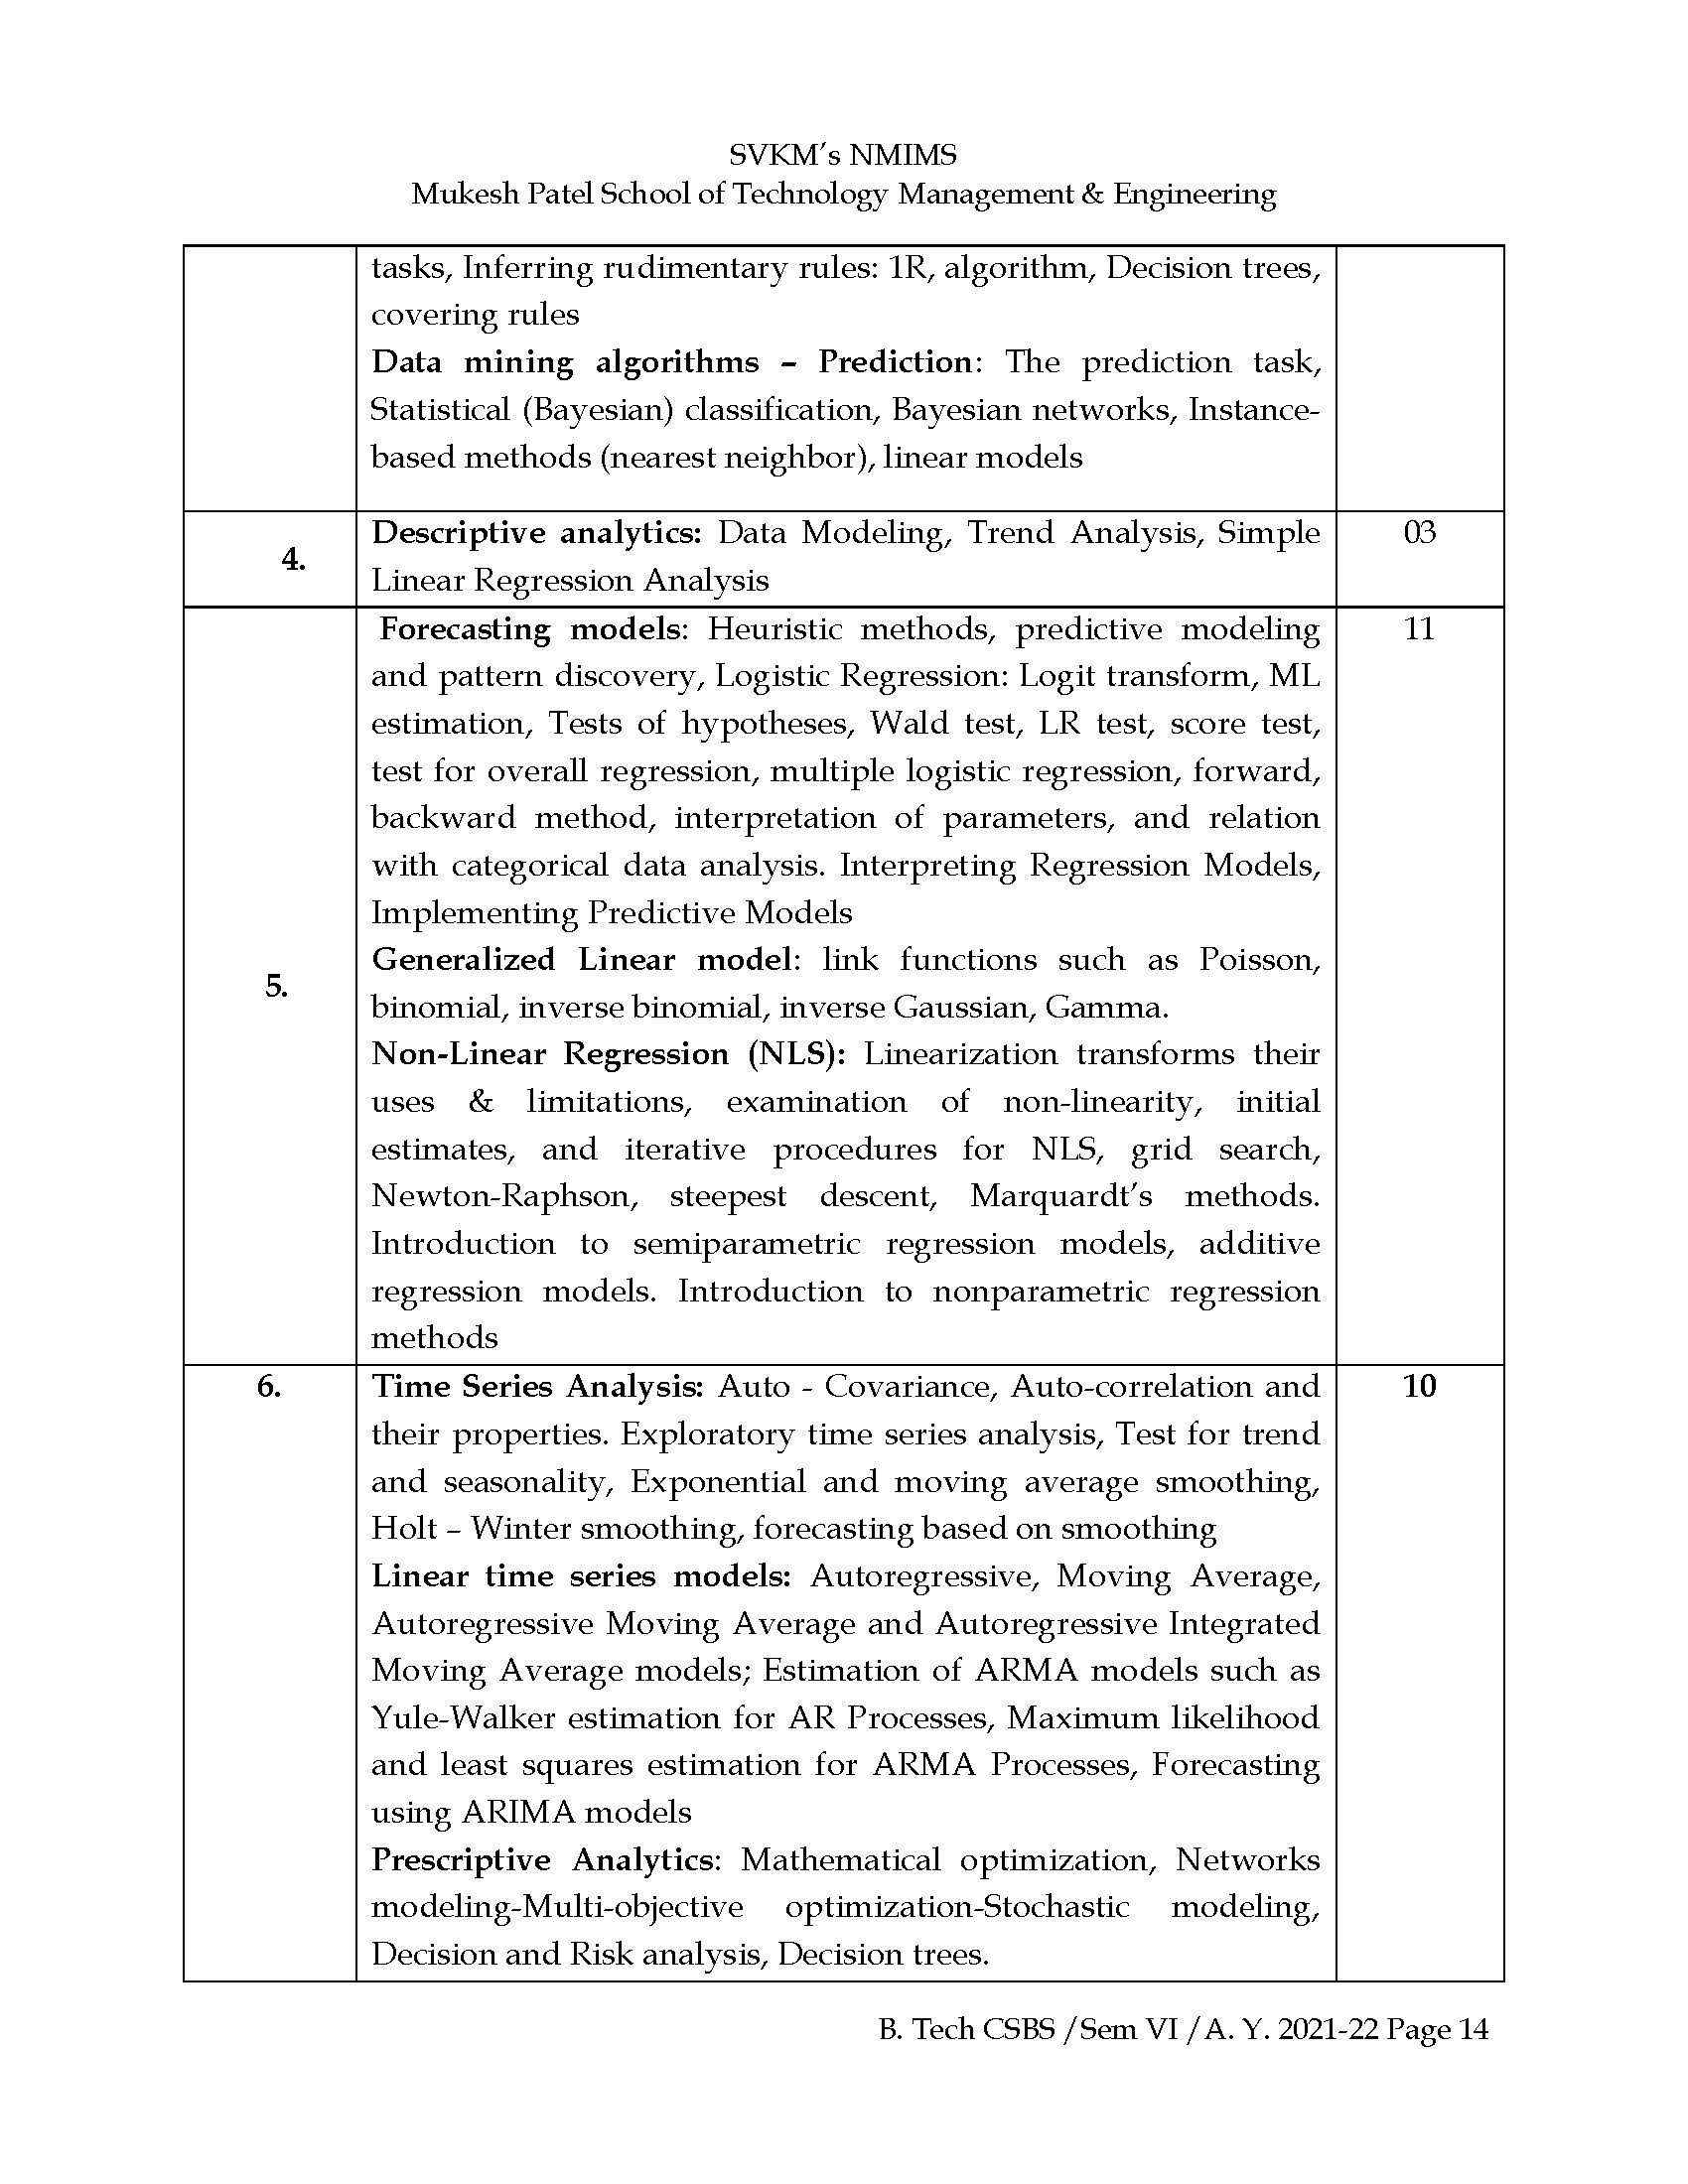 SVKM's NMIMS
Mukesh Patel School of Technology Management & Engineering
tasks, Inferring rudimentary rules: 1R, algorithm, Decision trees,
covering rules
Data mining algorithms – Prediction: The prediction task,
Statistical (Bayesian) classification, Bayesian networks, Instance-
based methods (nearest neighbor), linear models
4.
Descriptive analytics: Data Modeling, Trend Analysis, Simple
Linear Regression Analysis
03
5.
Forecasting models: Heuristic methods, predictive modeling
and pattern discovery, Logistic Regression: Logit transform, ML
estimation, Tests of hypotheses, Wald test, LR test, score test,
test for overall regression, multiple logistic regression, forward,
backward method, interpretation of parameters, and relation
with categorical data analysis. Interpreting Regression Models,
Implementing Predictive Models
Generalized Linear model: link functions such as Poisson,
binomial, inverse binomial, inverse Gaussian, Gamma.
Non-Linear Regression (NLS): Linearization transforms their
uses & limitations, examination of non-linearity, initial
estimates, and iterative procedures for NLS, grid search,
Newton-Raphson, steepest descent, Marquardt's methods.
Introduction to semiparametric regression models, additive
regression models. Introduction to nonparametric regression
methods
11
6.
Time Series Analysis: Auto - Covariance, Auto-correlation and
their properties. Exploratory time series analysis, Test for trend
and seasonality, Exponential and moving average smoothing,
Holt – Winter smoothing, forecasting based on smoothing
Linear time series models: Autoregressive, Moving Average,
Autoregressive Moving Average and Autoregressive Integrated
Moving Average models; Estimation of ARMA models such as
Yule-Walker estimation for AR Processes, Maximum likelihood
and least squares estimation for ARMA Processes, Forecasting
using ARIMA models
Prescriptive Analytics: Mathematical optimization, Networks
modeling-Multi-objective optimization-Stochastic modeling,
Decision and Risk analysis, Decision trees.
10
B. Tech CSBS /Sem VI /A. Y. 2021-22 Page 14